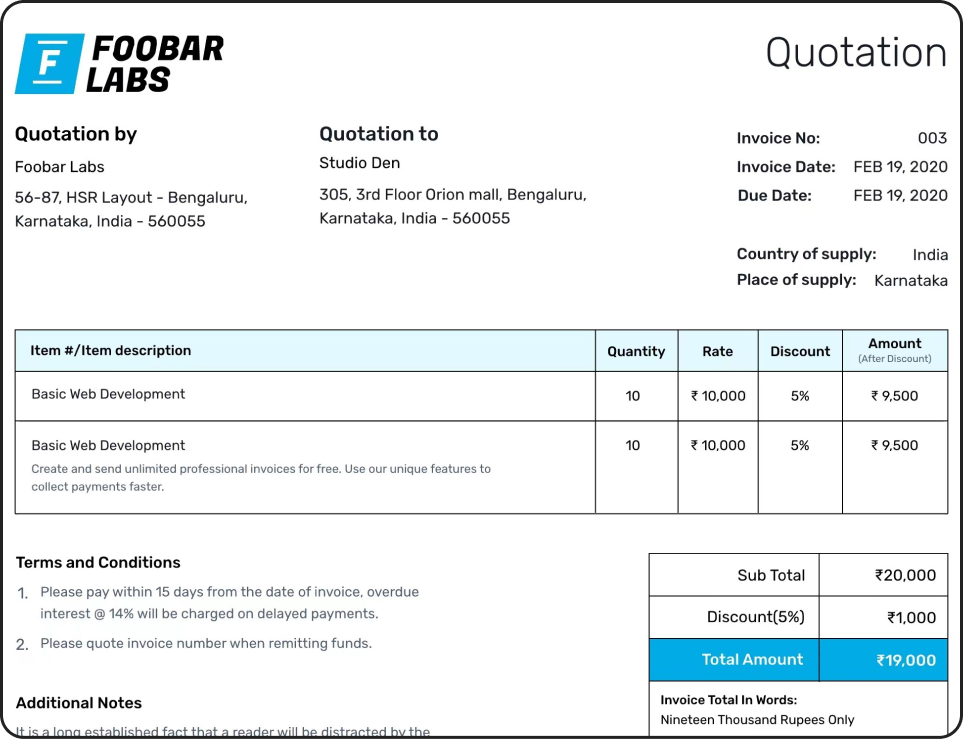 F FOOBAR
LABS
Quotation
Quotation by
Foobar Labs
56-87, HSR Layout - Bengaluru,
Karnataka, India - 560055
Quotation to
Studio Den
305, 3rd Floor Orion mall, Bengaluru,
Karnataka, India - 560055
Invoice No: 003
Invoice Date: FEB 19, 2020
Due Date: FEB 19, 2020
Country of supply: India
Place of supply: Karnataka
Item #/Item description Quantity Rate Discount Amount
(After Discount)
Basic Web Development 10 ₹ 10,000 5% ₹ 9,500
Basic Web Development 10 ₹ 10,000 5% ₹ 9,500
Create and send unlimited professional invoices for free. Use our unique features to
collect payments faster.
Terms and Conditions
1. Please pay within 15 days from the date of invoice, overdue
interest @ 14% will be charged on delayed payments.
2. Please quote invoice number when remitting funds.
Additional Notes
It is a long established fact that a reader will be distracted by the
Sub Total ₹20,000
Discount(5%) ₹1,000
Total Amount ₹19,000
Invoice Total In Words:
Nineteen Thousand Rupees Only